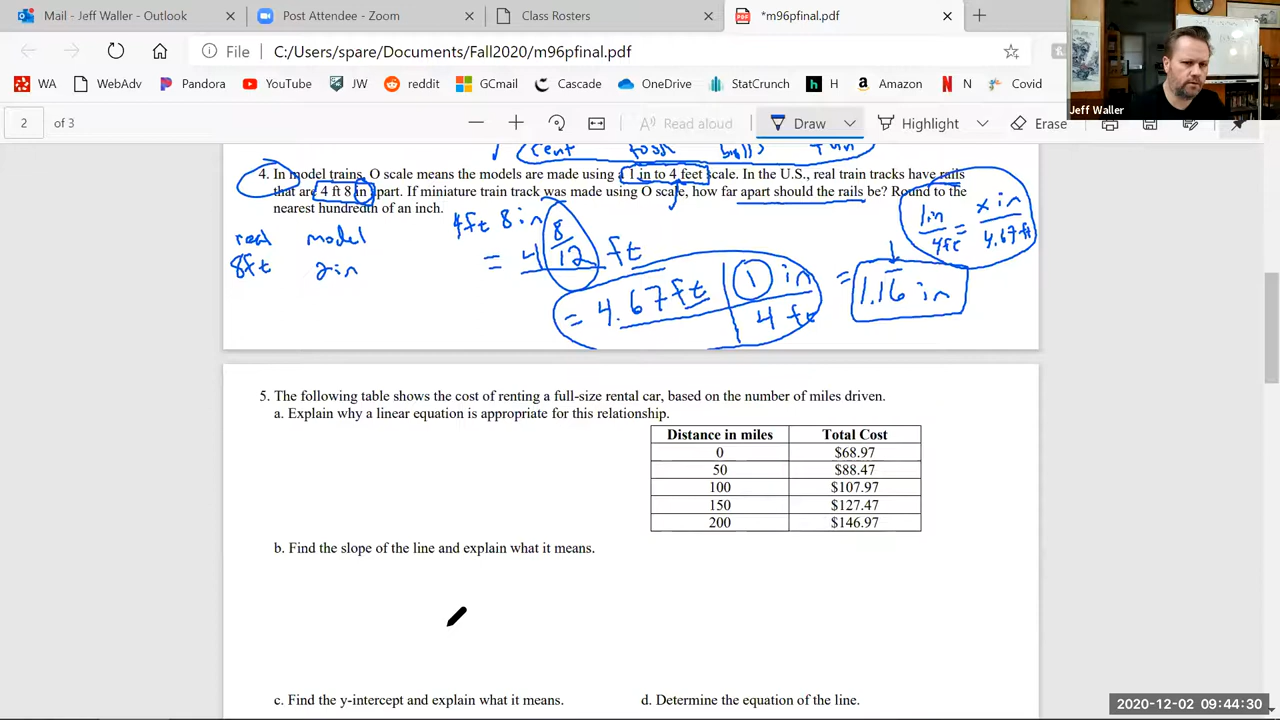 Mail - Jeff Waller - Outlook
Post Attendee - Zoom
Class Rosters
*m96pfinal.pdf
File
C:/Users/spare/Documents/Fall2020/m96pfinal.pdf
WA
WebAdv
Pandora
YouTube
JW
reddit
GCmail
Cascade
OneDrive
StatCrunch
H
Amazon
N
Covid
Jeff Waller
2
of 3
Read aloud
Draw
Highlight
Erase
4. In model trains, O scale means the models are made using a 1 in to 4 feet scale. In the U.S., real train tracks have rails
that are 4 ft 8 in apart. If miniature train track was made using O scale, how far apart should the rails be? Round to the
nearest hundredth of an inch.
real model
8ft 2in
4ft 8 in
= 4 8/12 ft
= 4.67 ft | 1 in
4 ft
= 1.16 in
1in/4ft = x in/4.67 ft
5. The following table shows the cost of renting a full-size rental car, based on the number of miles driven.
a. Explain why a linear equation is appropriate for this relationship.
Distance in miles Total Cost
0 $68.97
50 $88.47
100 $107.97
150 $127.47
200 $146.97
b. Find the slope of the line and explain what it means.
c. Find the y-intercept and explain what it means.
d. Determine the equation of the line.
2020-12-02 09:44:30